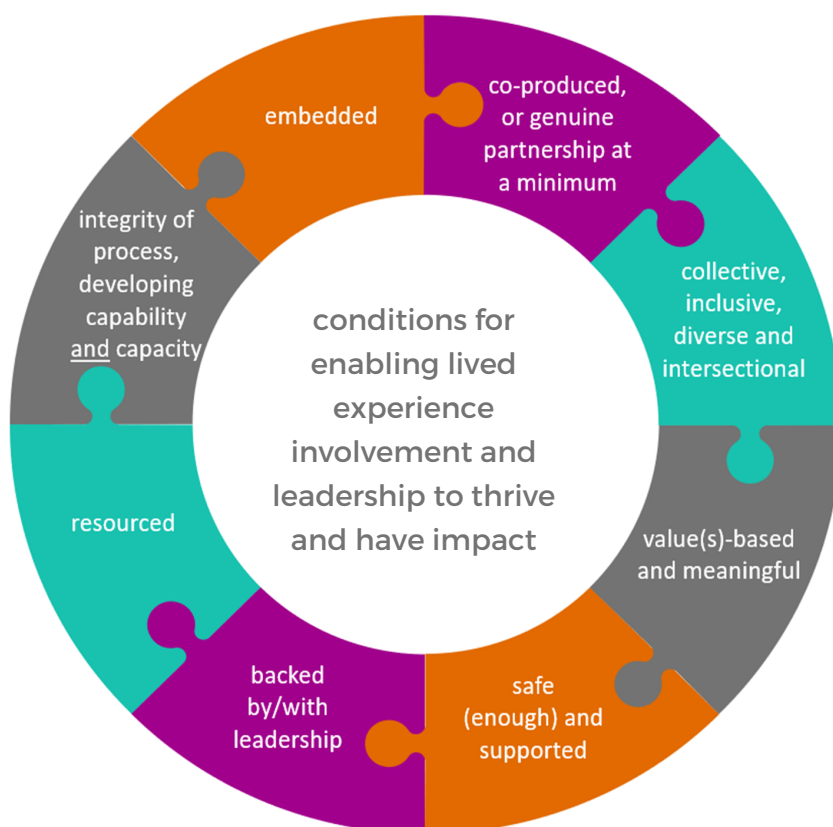 embedded
co-produced,
or genuine
partnership at
a minimum
collective,
inclusive,
diverse and
intersectional
value(s)-based
and meaningful
safe
(enough) and
supported
backed
by/with
leadership
resourced
integrity of
process,
developing
capability
and capacity
conditions for
enabling lived
experience
involvement and
leadership to thrive
and have impact